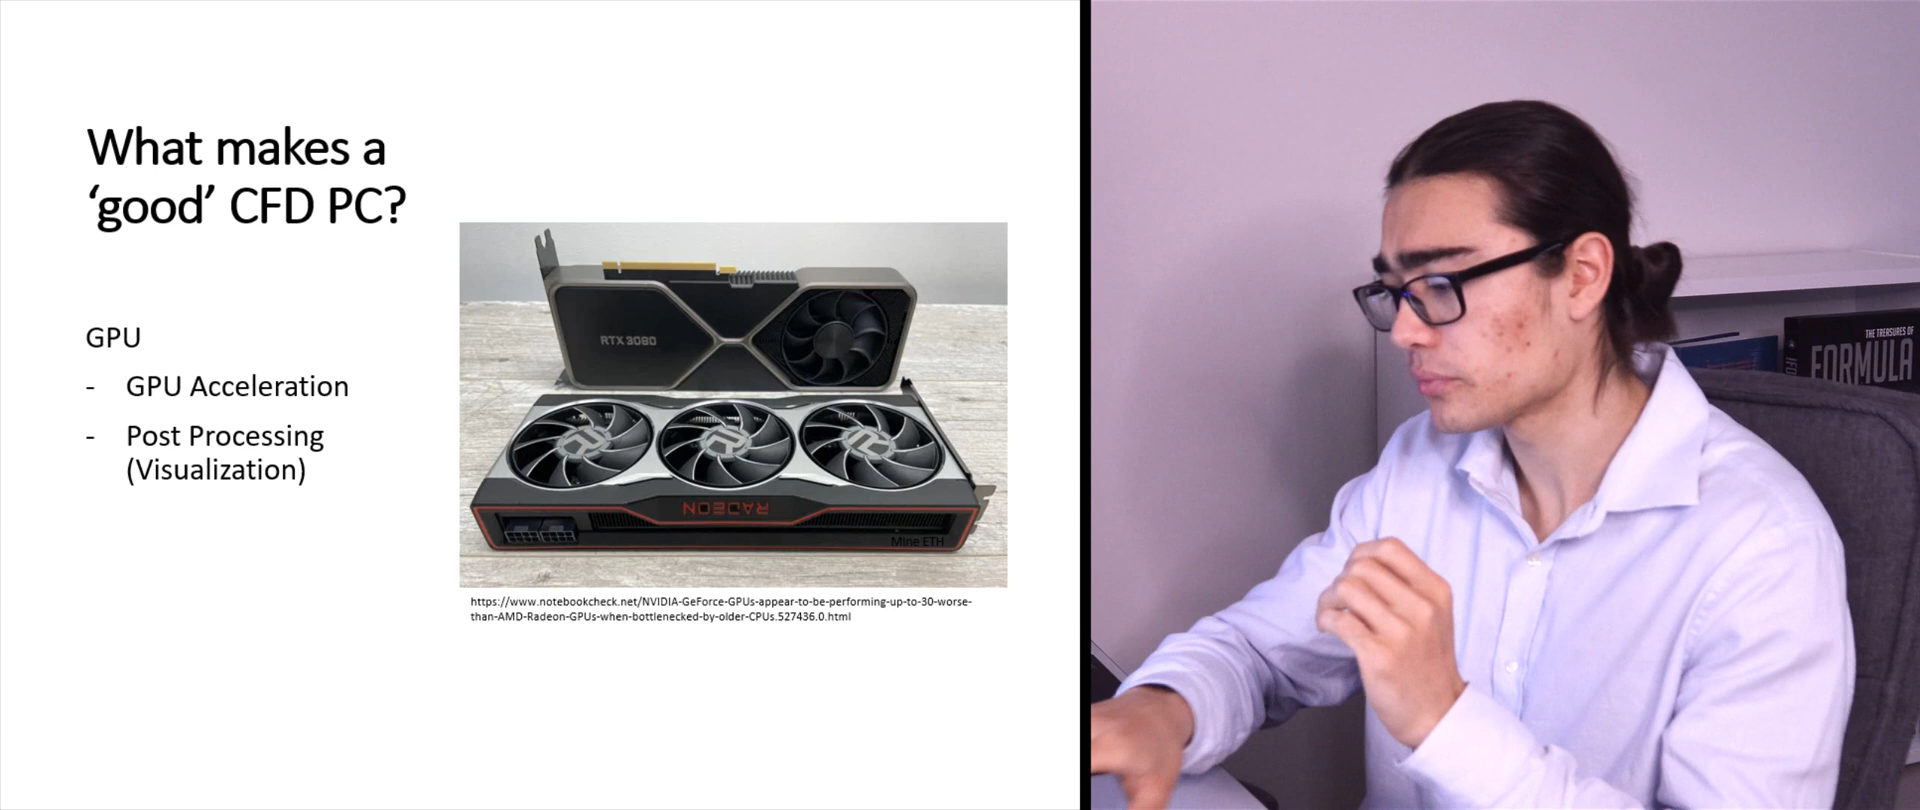 What makes a
‘good’ CFD PC?
GPU
- GPU Acceleration
- Post Processing
(Visualization)
RTX 3080
RADEON
Mine ETH
https://www.notebookcheck.net/NVIDIA-GeForce-GPUs-appear-to-be-performing-up-to-30-worse-
than-AMD-Radeon-GPUs-when-bottlenecked-by-older-CPUs.527436.0.html
THE TREASURES OF
FORMULA